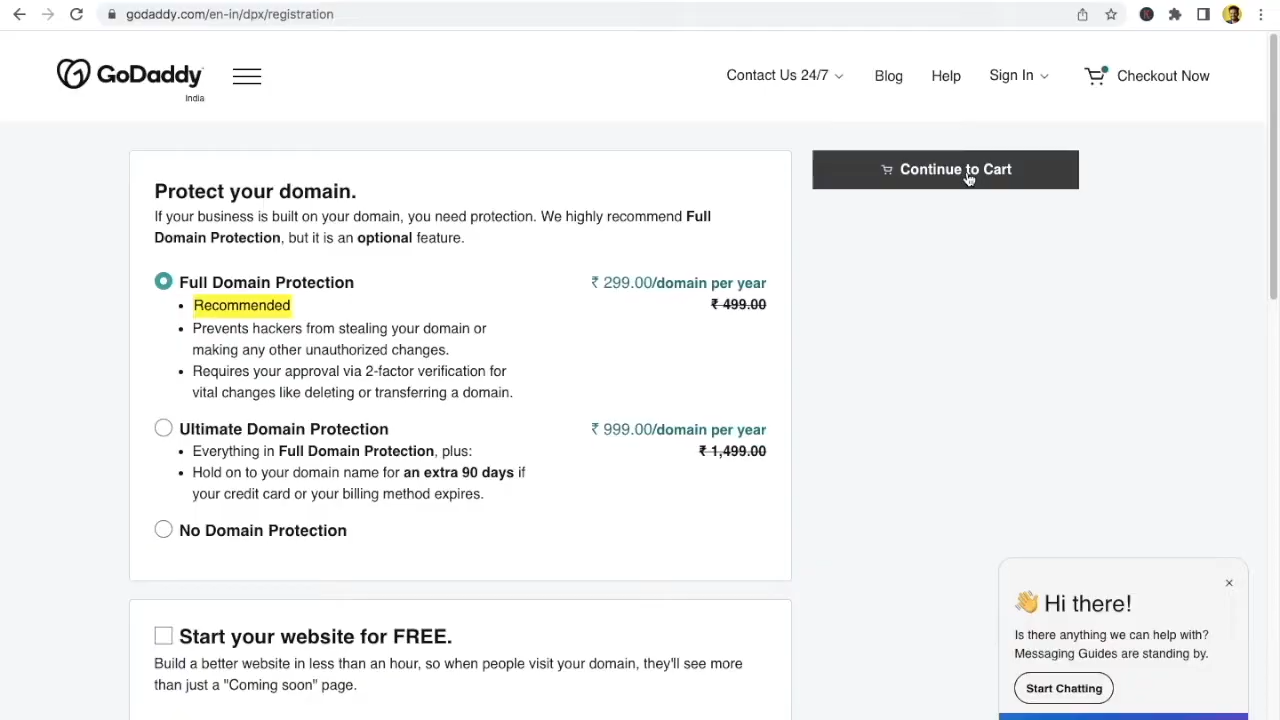 godaddy.com/en-in/dpx/registration
GoDaddy
India
Contact Us 24/7
Blog
Help
Sign In
Checkout Now
Protect your domain.
If your business is built on your domain, you need protection. We highly recommend Full
Domain Protection, but it is an optional feature.
Continue to Cart
Full Domain Protection
₹ 299.00/domain per year
Recommended
₹ 499.00
Prevents hackers from stealing your domain or
making any other unauthorized changes.
Requires your approval via 2-factor verification for
vital changes like deleting or transferring a domain.
Ultimate Domain Protection
₹ 999.00/domain per year
Everything in Full Domain Protection, plus:
₹ 1,499.00
Hold on to your domain name for an extra 90 days if
your credit card or your billing method expires.
No Domain Protection
Start your website for FREE.
Build a better website in less than an hour, so when people visit your domain, they'll see more
than just a "Coming soon" page.
👋 Hi there!
Is there anything we can help with?
Messaging Guides are standing by.
Start Chatting